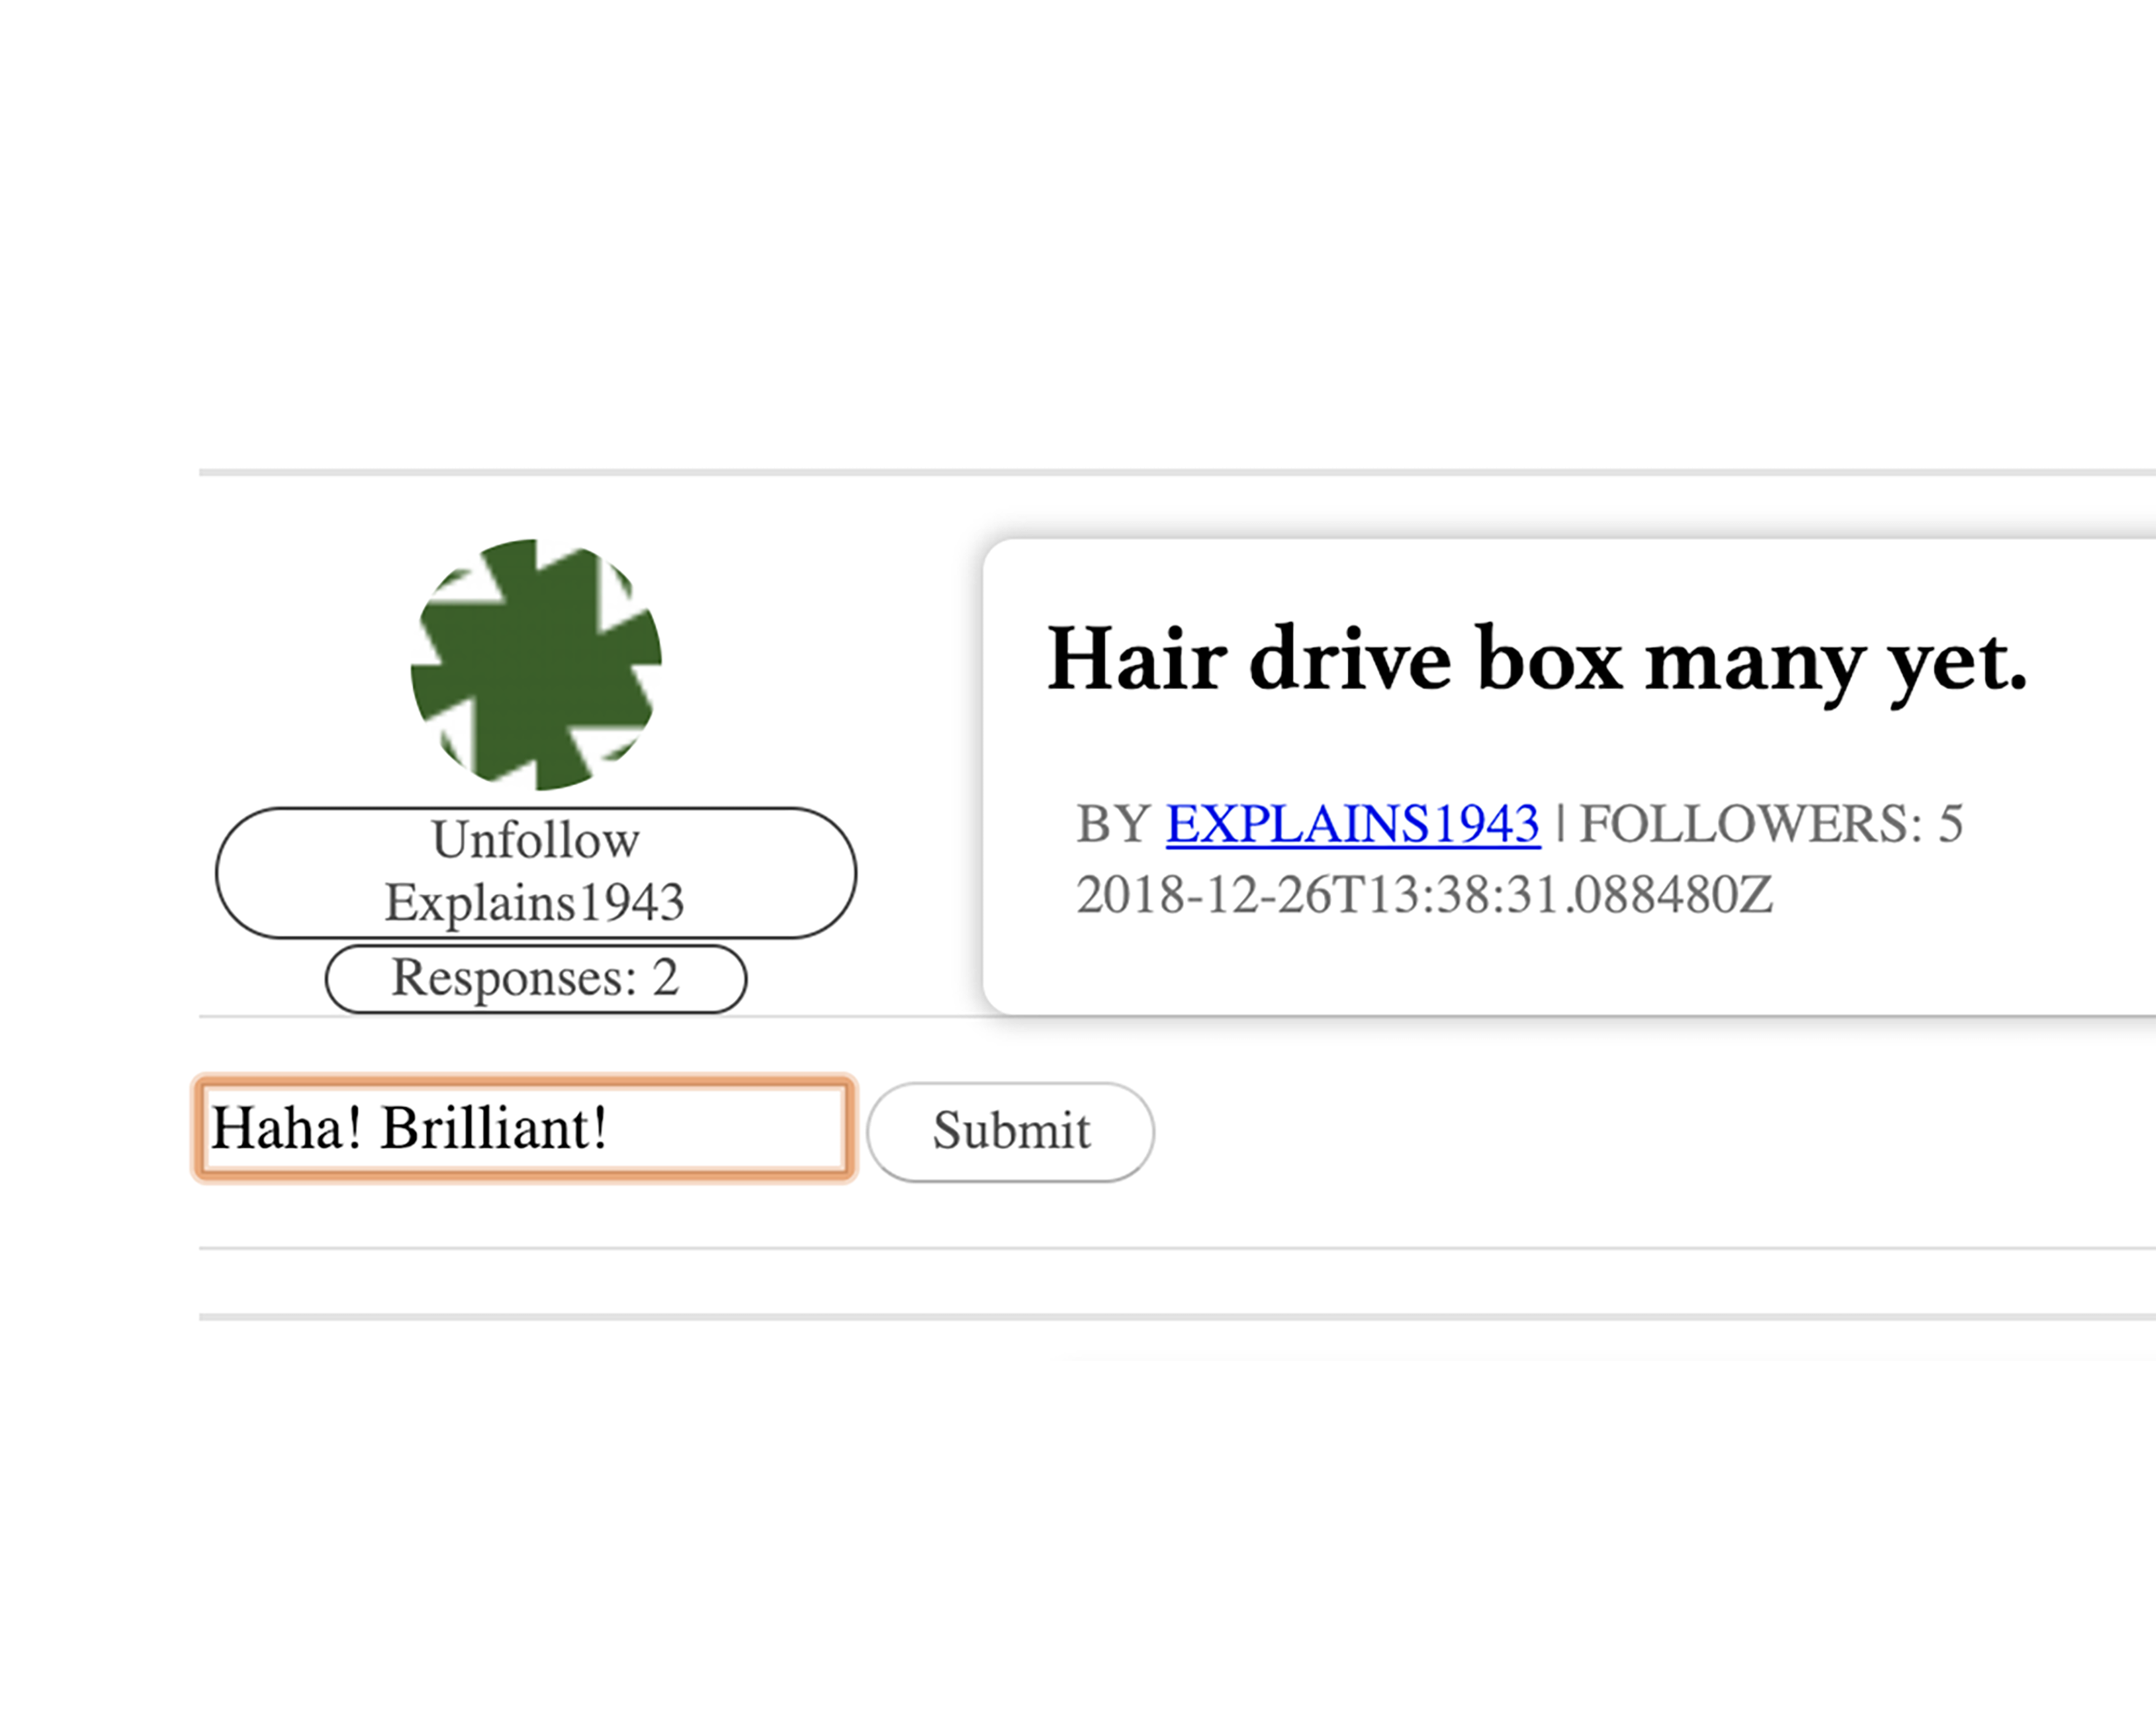 Unfollow
Explains1943
Responses: 2
Hair drive box many yet.
BY EXPLAINS1943 | FOLLOWERS: 5
2018-12-26T13:38:31.088480Z
Haha! Brilliant!
Submit